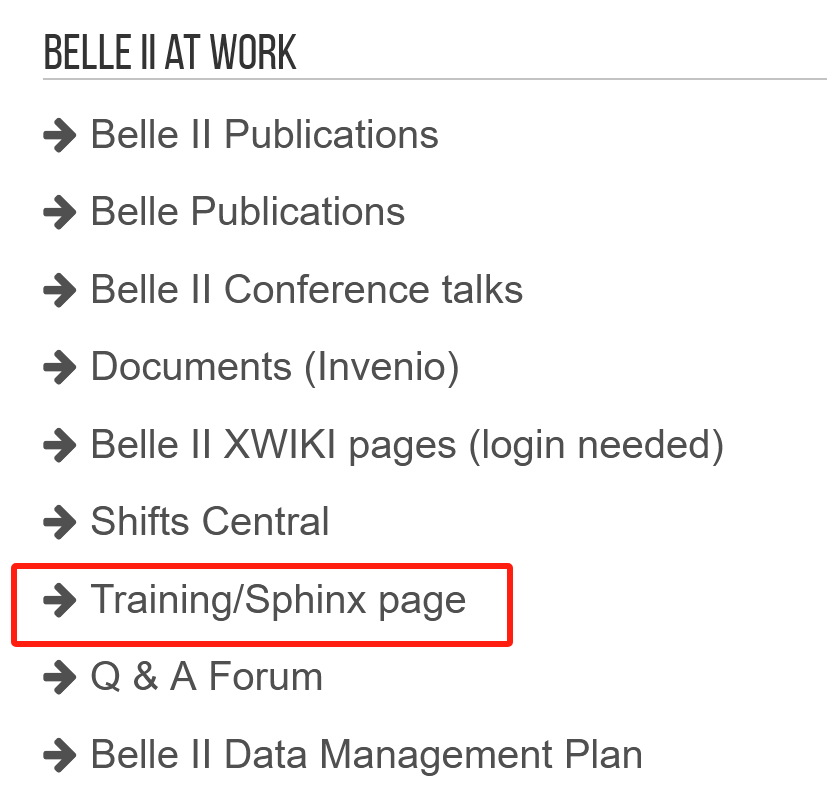 BELLE II AT WORK
Belle II Publications
Belle Publications
Belle II Conference talks
Documents (Invenio)
Belle II XWIKI pages (login needed)
Shifts Central
Training/Sphinx page
Q & A Forum
Belle II Data Management Plan